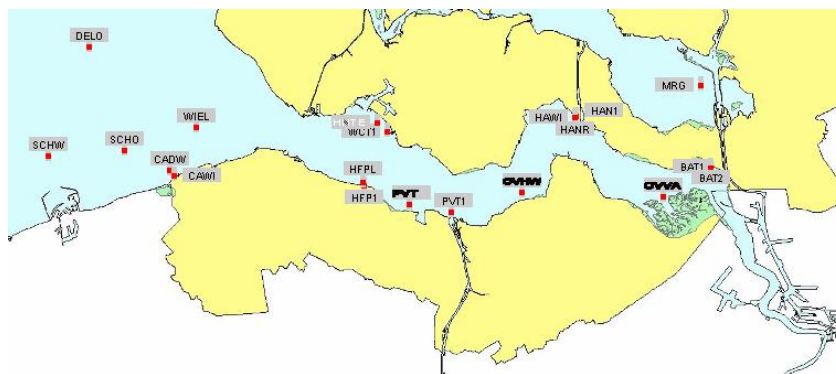 DELO
MRG
WIEL
HAWI
HAN1
HANR
WCT1
SCHW
SCHO
CADW
CAWI
HFPL
HFP1
PVT
PVT1
OVHW
OVVA
BAT1
BAT2